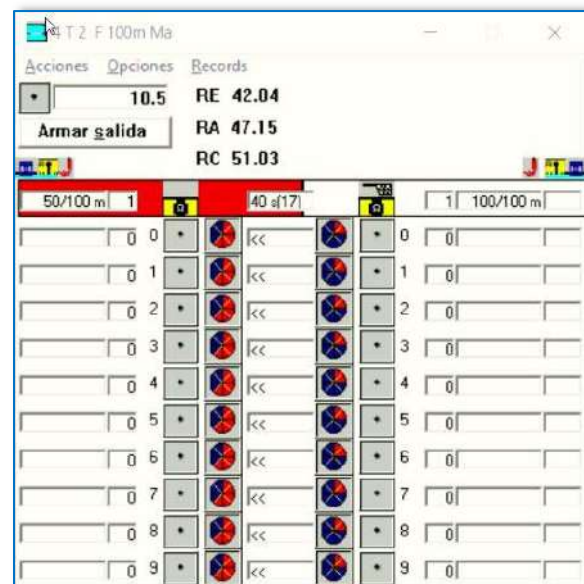 4 T 2 F 100m Ma
Acciones Opciones Records
10.5 RE 42.04
Armar salida RA 47.15
RC 51.03
50/100 m 1 40 s(17) 1 100/100 m
0 0 << 0 0
0 1 << 1 0
0 2 << 2 0
0 3 << 3 0
0 4 << 4 0
0 5 << 5 0
0 6 << 6 0
0 7 << 7 0
0 8 << 8 0
0 9 << 9 0